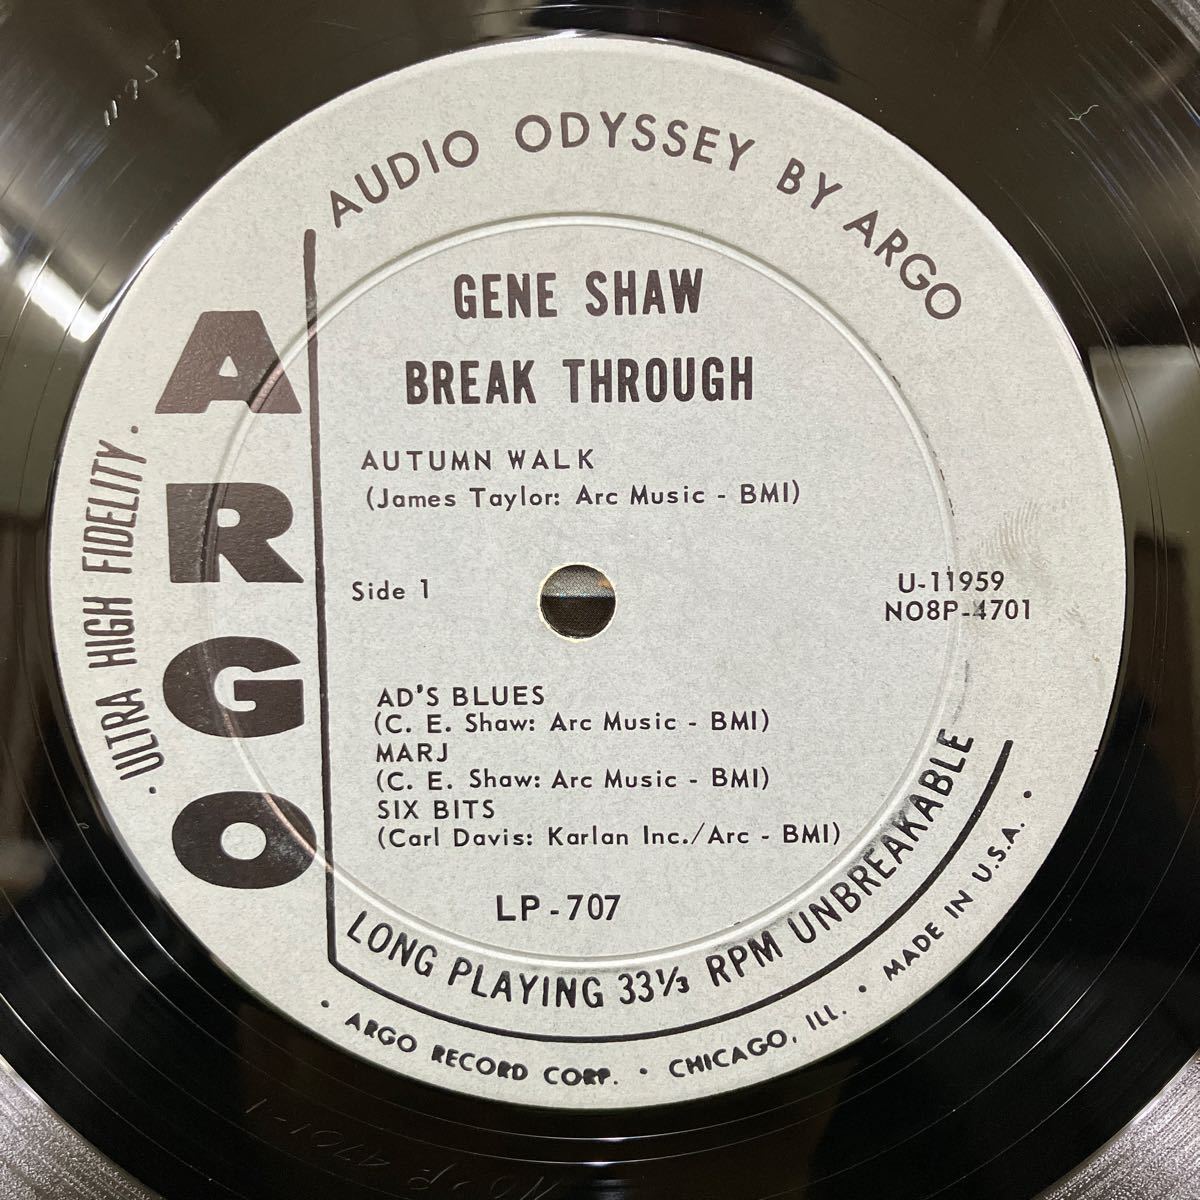 AUDIO ODYSSEY BY ARGO
ARGO
. ULTRA HIGH FIDELITY .
GENE SHAW
BREAK THROUGH
AUTUMN WALK
(James Taylor: Arc Music - BMI)
Side 1
U-11959
NO8P-4701
AD'S BLUES
(C. E. Shaw: Arc Music - BMI)
MARJ
(C. E. Shaw: Arc Music - BMI)
SIX BITS
(Carl Davis: Karlan Inc./Arc - BMI)
LP - 707
LONG PLAYING 33⅓ RPM UNBREAKABLE
• ARGO RECORD CORP. • CHICAGO, ILL. • MADE IN U.S.A. •
11959